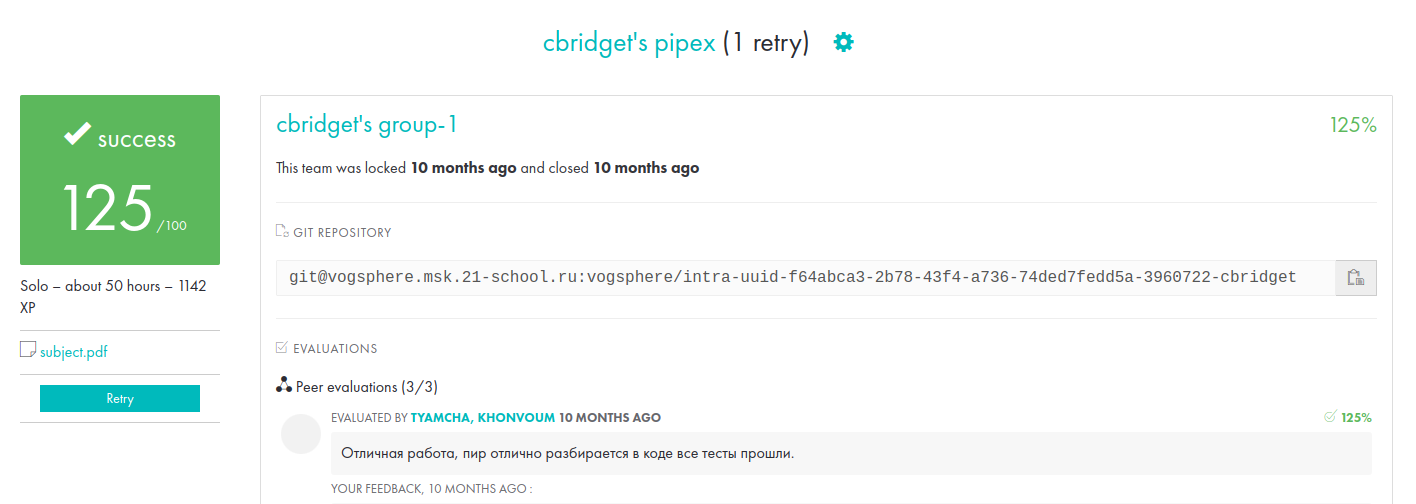 cbridget's pipex (1 retry)
success
125 /100
Solo – about 50 hours – 1142
XP
subject.pdf
Retry
cbridget's group-1
125%
This team was locked 10 months ago and closed 10 months ago
GIT REPOSITORY
git@vogsphere.msk.21-school.ru:vogsphere/intra-uuid-f64abca3-2b78-43f4-a736-74ded7fedd5a-3960722-cbridget
EVALUATIONS
Peer evaluations (3/3)
EVALUATED BY TYAMCHA, KHONVOUM 10 MONTHS AGO
125%
Отличная работа, пир отлично разбирается в коде все тесты прошли.
YOUR FEEDBACK, 10 MONTHS AGO :